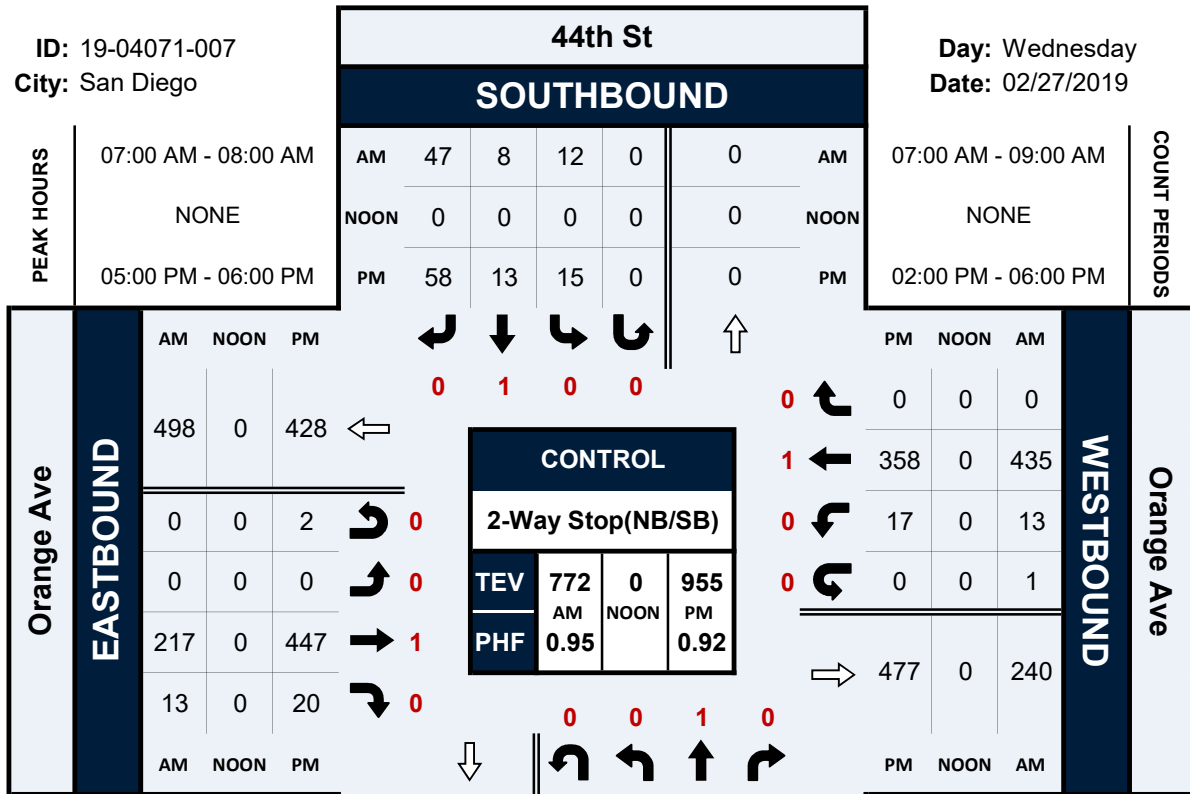 ID: 19-04071-007
City: San Diego
44th St
SOUTHBOUND
Day: Wednesday
Date: 02/27/2019
PEAK HOURS
07:00 AM - 08:00 AM
NONE
05:00 PM - 06:00 PM
AM 47 8 12 0 0 AM
NOON 0 0 0 0 0 NOON
PM 58 13 15 0 0 PM
07:00 AM - 09:00 AM
NONE
02:00 PM - 06:00 PM
COUNT PERIODS
0 1 0 0
Orange Ave
EASTBOUND
AM NOON PM
498 0 428
0 0 2 0
0 0 0 0
217 0 447 1
13 0 20 0
AM NOON PM
CONTROL
2-Way Stop(NB/SB)
TEV 772 0 955
AM NOON PM
PHF 0.95 0.92
PM NOON AM
0 0 0 0
1 358 0 435
0 17 0 13
0 0 0 1
477 0 240
PM NOON AM
WESTBOUND
Orange Ave
0 0 1 0